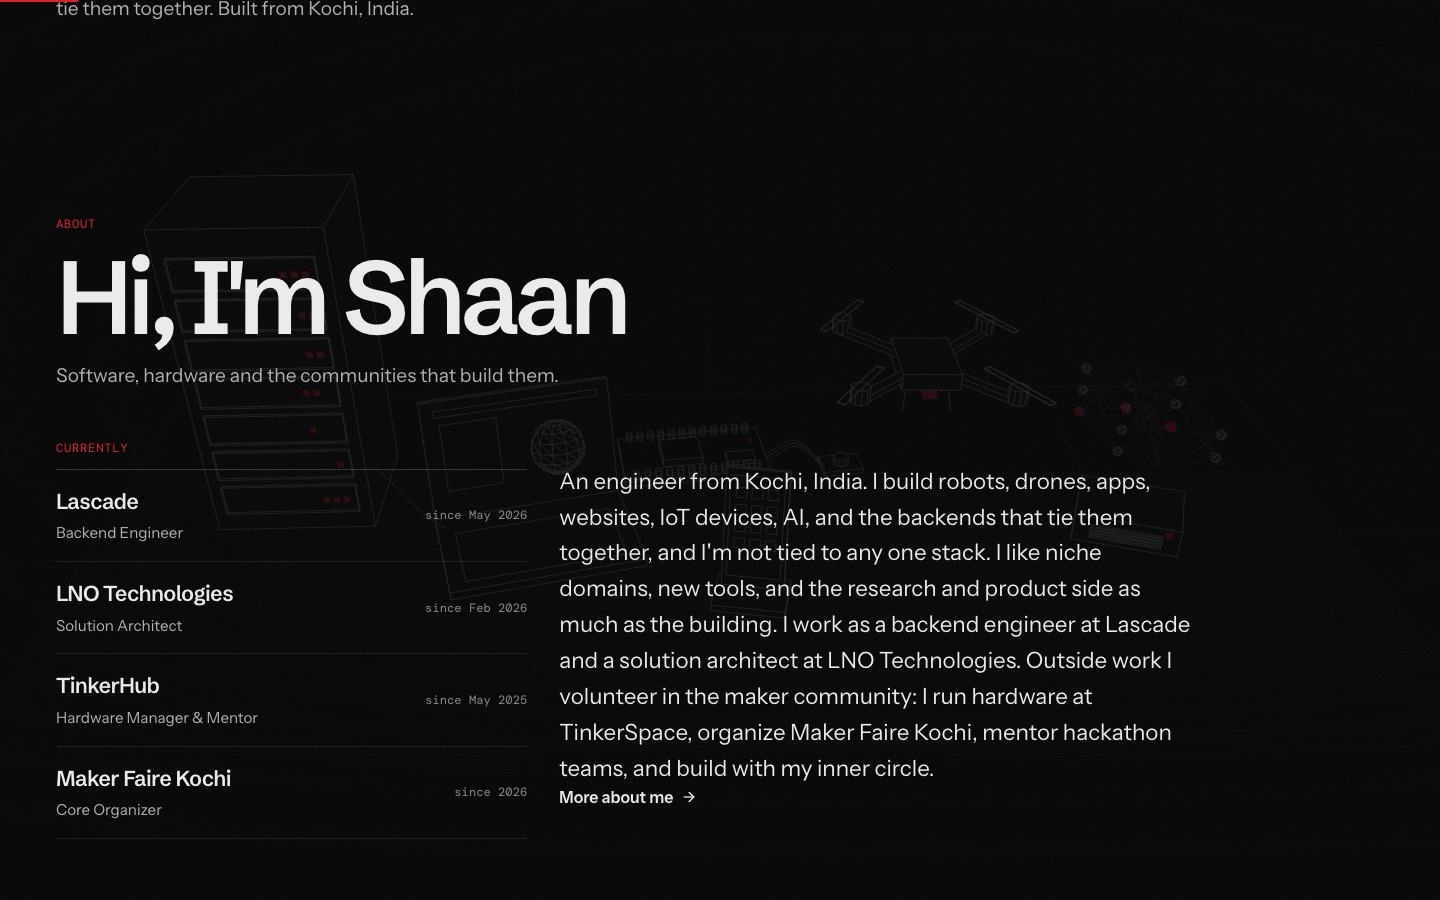 tie them together. Built from Kochi, India.
ABOUT
Hi, I'm Shaan
Software, hardware and the communities that build them.
CURRENTLY
Lascade
Backend Engineer
since May 2026
LNO Technologies
Solution Architect
since Feb 2026
TinkerHub
Hardware Manager & Mentor
since May 2025
Maker Faire Kochi
Core Organizer
since 2026
An engineer from Kochi, India. I build robots, drones, apps,
websites, IoT devices, AI, and the backends that tie them
together, and I'm not tied to any one stack. I like niche
domains, new tools, and the research and product side as
much as the building. I work as a backend engineer at Lascade
and a solution architect at LNO Technologies. Outside work I
volunteer in the maker community: I run hardware at
TinkerSpace, organize Maker Faire Kochi, mentor hackathon
teams, and build with my inner circle.
More about me →